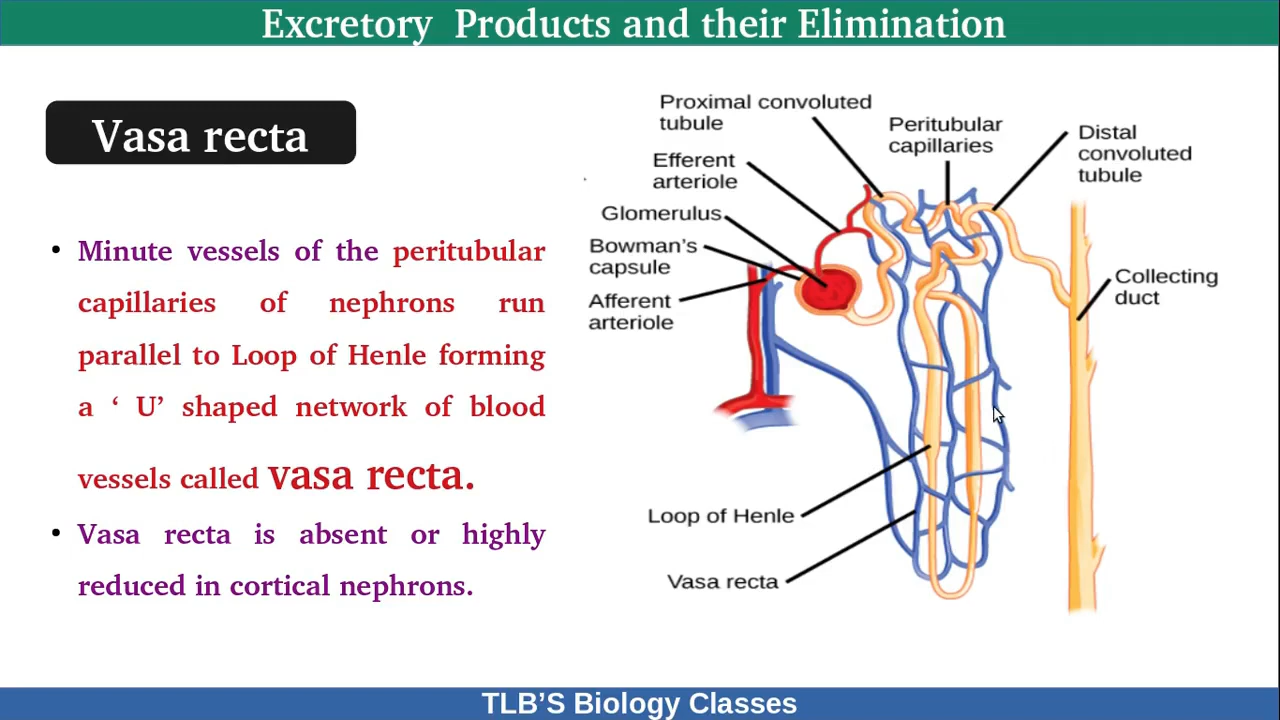 Excretory  Products and their Elimination
Vasa recta
• Minute vessels of the peritubular
capillaries of nephrons run
parallel to Loop of Henle forming
a ‘ U’ shaped network of blood
vessels called vasa recta.
• Vasa recta is absent or highly
reduced in cortical nephrons.
Proximal convoluted
tubule
Efferent
arteriole
Glomerulus
Bowman's
capsule
Afferent
arteriole
Peritubular
capillaries
Distal
convoluted
tubule
Collecting
duct
Loop of Henle
Vasa recta
TLB’S Biology Classes